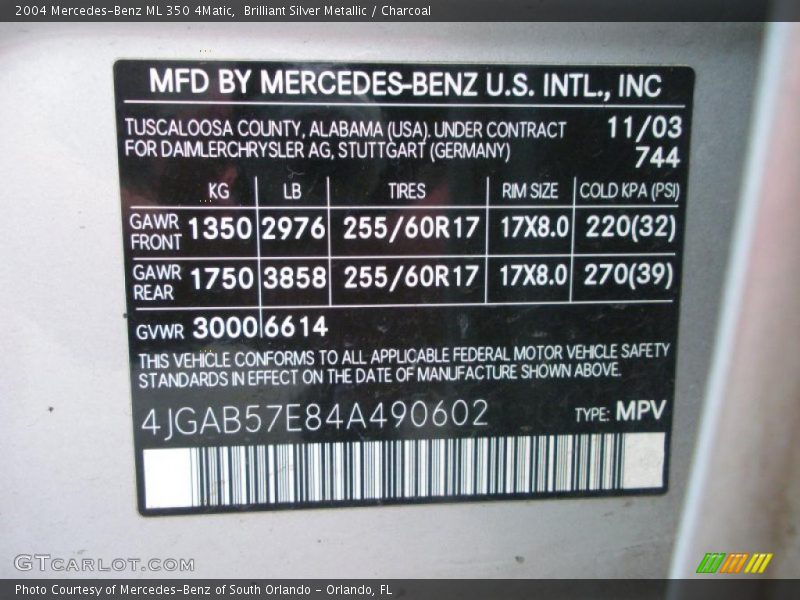 2004 Mercedes-Benz ML 350 4Matic,  Brilliant Silver Metallic / Charcoal
MFD BY MERCEDES-BENZ U.S. INTL., INC
TUSCALOOSA COUNTY, ALABAMA (USA). UNDER CONTRACT 11/03
FOR DAIMLERCHRYSLER AG, STUTTGART (GERMANY) 744
KG LB TIRES RIM SIZE COLD KPA (PSI)
GAWR FRONT 1350 2976 255/60R17 17X8.0 220(32)
GAWR REAR 1750 3858 255/60R17 17X8.0 270(39)
GVWR 3000 6614
THIS VEHICLE CONFORMS TO ALL APPLICABLE FEDERAL MOTOR VEHICLE SAFETY
STANDARDS IN EFFECT ON THE DATE OF MANUFACTURE SHOWN ABOVE.
4JGAB57E84A490602 TYPE: MPV
GTCARLOT.COM
Photo Courtesy of Mercedes-Benz of South Orlando - Orlando, FL